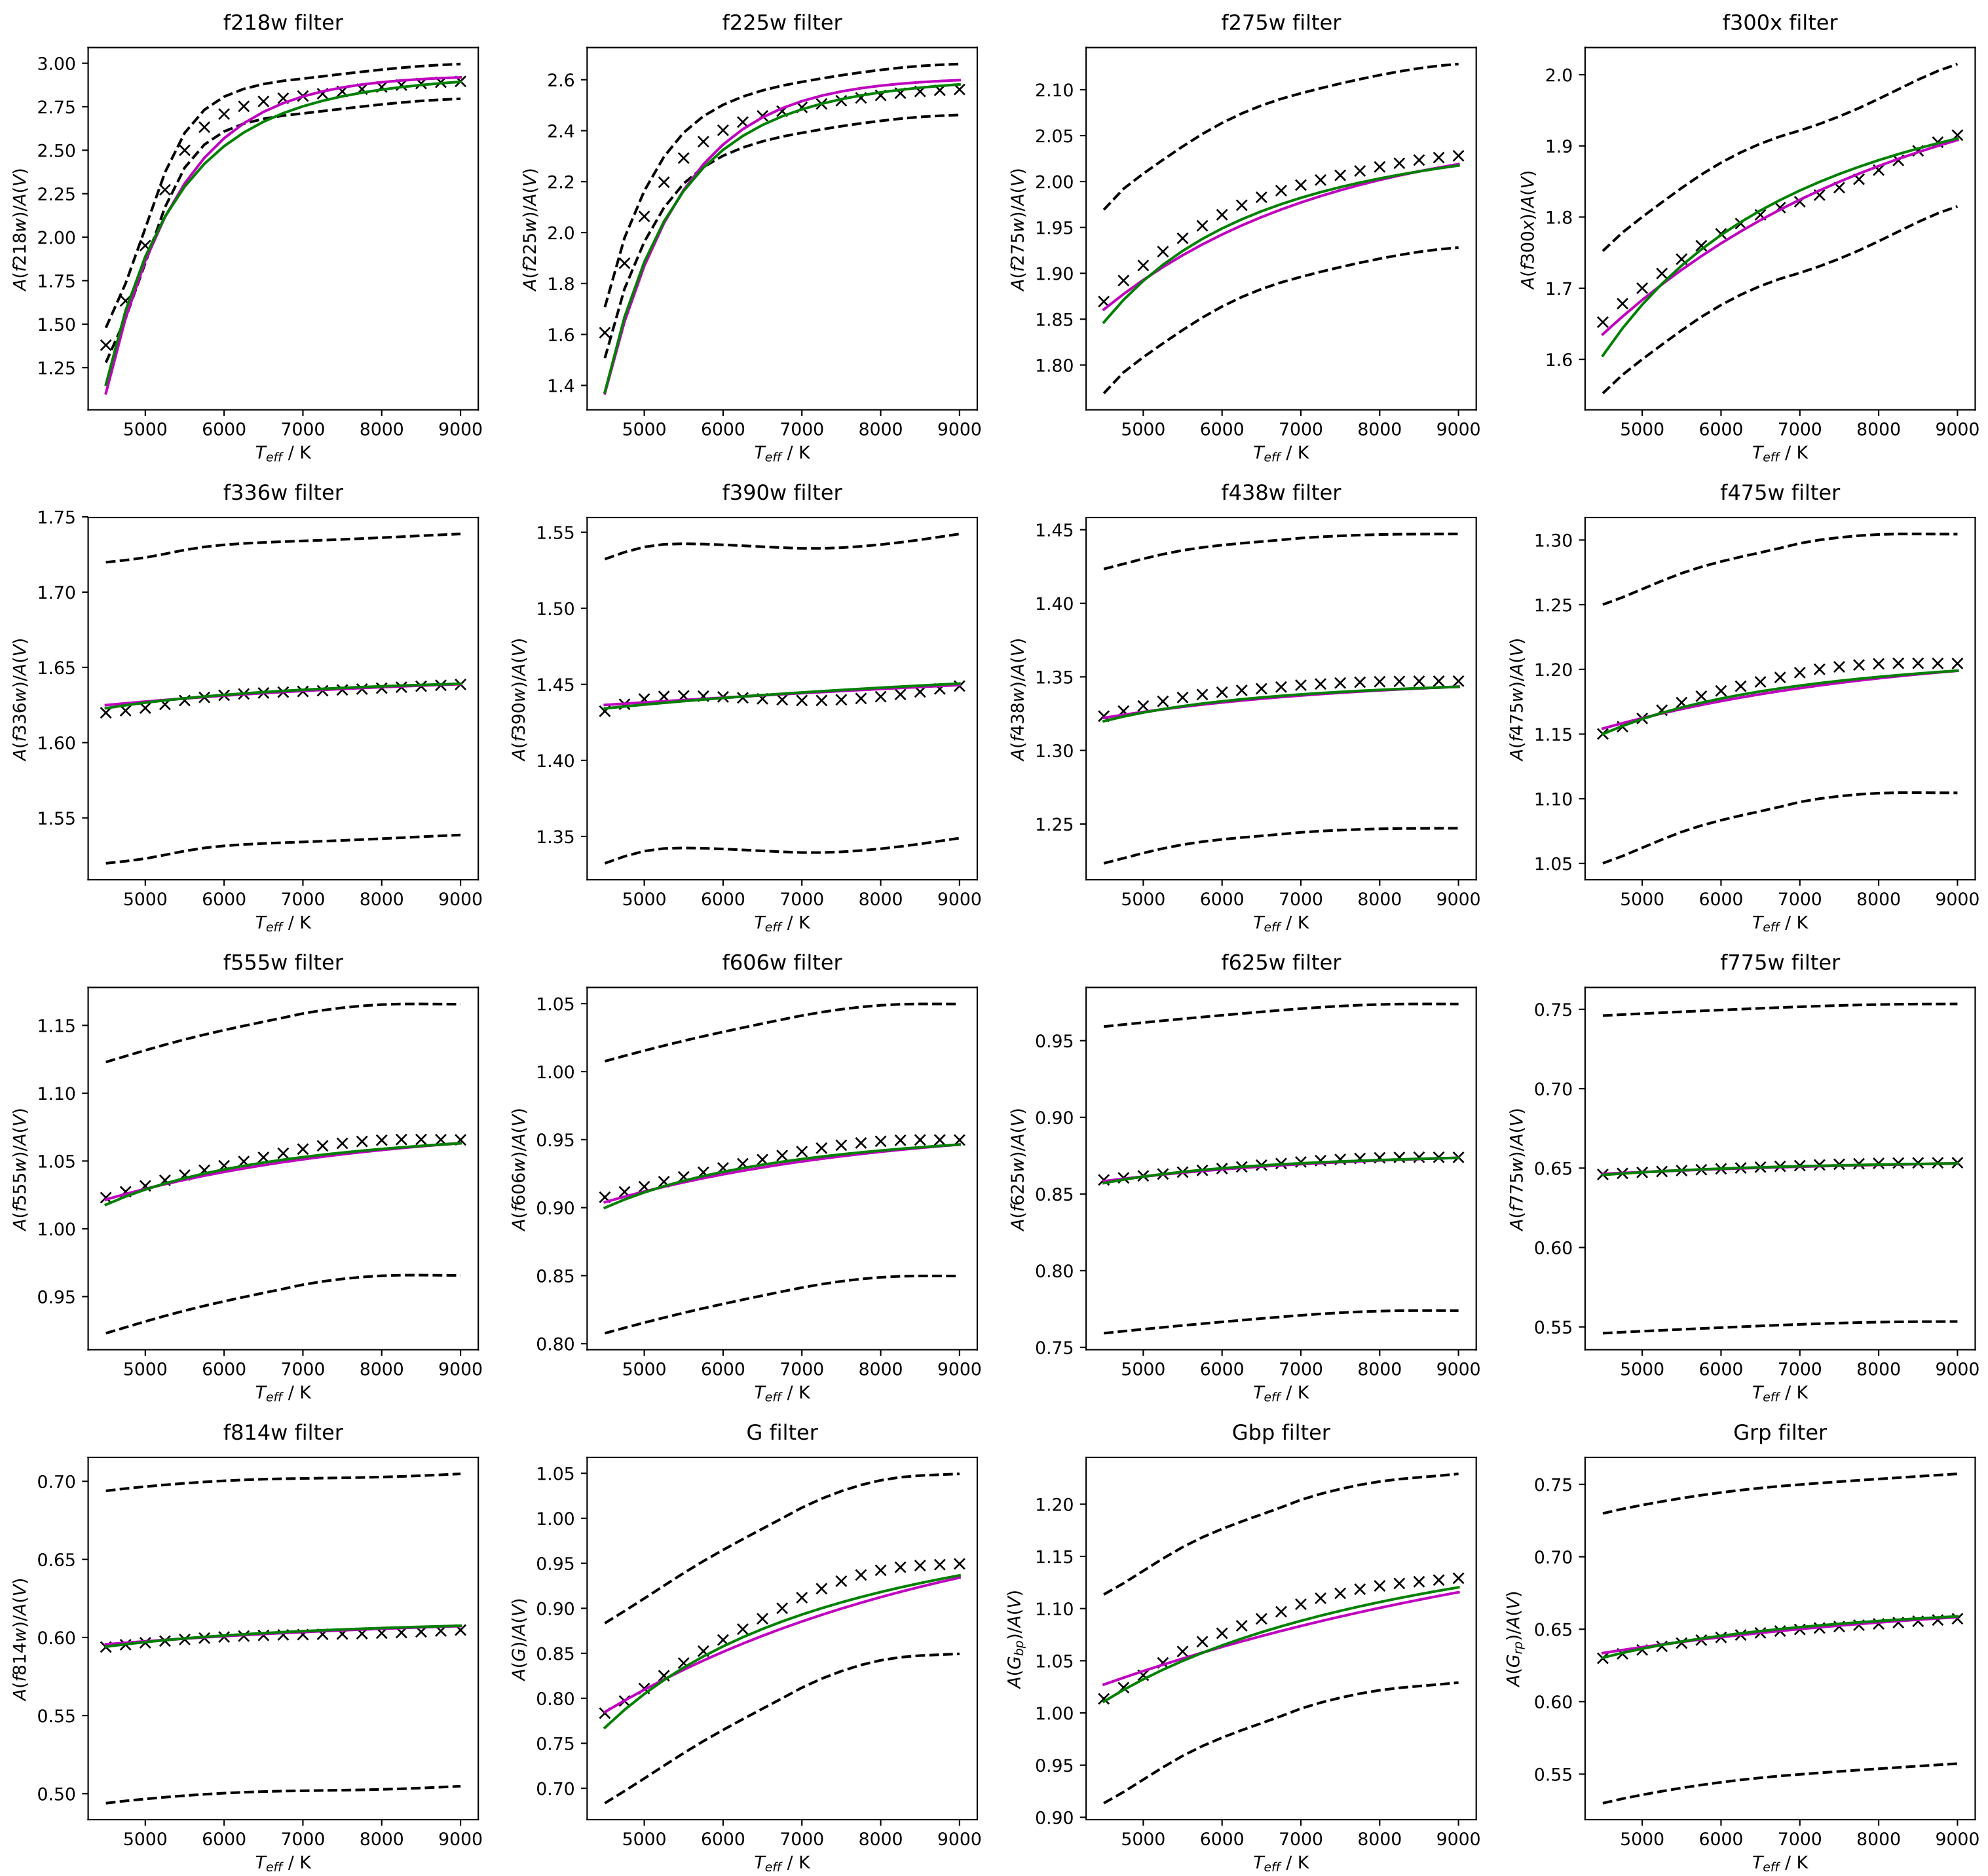 f218w filter
A(f218w)/A(V)
3.00
2.75
2.50
2.25
2.00
1.75
1.50
1.25
5000 6000 7000 8000 9000
T_eff / K
f225w filter
A(f225w)/A(V)
2.6
2.4
2.2
2.0
1.8
1.6
1.4
5000 6000 7000 8000 9000
T_eff / K
f275w filter
A(f275w)/A(V)
2.10
2.05
2.00
1.95
1.90
1.85
1.80
5000 6000 7000 8000 9000
T_eff / K
f300x filter
A(f300x)/A(V)
2.0
1.9
1.8
1.7
1.6
5000 6000 7000 8000 9000
T_eff / K
f336w filter
A(f336w)/A(V)
1.75
1.70
1.65
1.60
1.55
5000 6000 7000 8000 9000
T_eff / K
f390w filter
A(f390w)/A(V)
1.55
1.50
1.45
1.40
1.35
5000 6000 7000 8000 9000
T_eff / K
f438w filter
A(f438w)/A(V)
1.45
1.40
1.35
1.30
1.25
5000 6000 7000 8000 9000
T_eff / K
f475w filter
A(f475w)/A(V)
1.30
1.25
1.20
1.15
1.10
1.05
5000 6000 7000 8000 9000
T_eff / K
f555w filter
A(f555w)/A(V)
1.15
1.10
1.05
1.00
0.95
5000 6000 7000 8000 9000
T_eff / K
f606w filter
A(f606w)/A(V)
1.05
1.00
0.95
0.90
0.85
0.80
5000 6000 7000 8000 9000
T_eff / K
f625w filter
A(f625w)/A(V)
0.95
0.90
0.85
0.80
0.75
5000 6000 7000 8000 9000
T_eff / K
f775w filter
A(f775w)/A(V)
0.75
0.70
0.65
0.60
0.55
5000 6000 7000 8000 9000
T_eff / K
f814w filter
A(f814w)/A(V)
0.70
0.65
0.60
0.55
0.50
5000 6000 7000 8000 9000
T_eff / K
G filter
A(G)/A(V)
1.05
1.00
0.95
0.90
0.85
0.80
0.75
0.70
5000 6000 7000 8000 9000
T_eff / K
Gbp filter
A(G_bp)/A(V)
1.20
1.15
1.10
1.05
1.00
0.95
0.90
5000 6000 7000 8000 9000
T_eff / K
Grp filter
A(G_rp)/A(V)
0.75
0.70
0.65
0.60
0.55
5000 6000 7000 8000 9000
T_eff / K